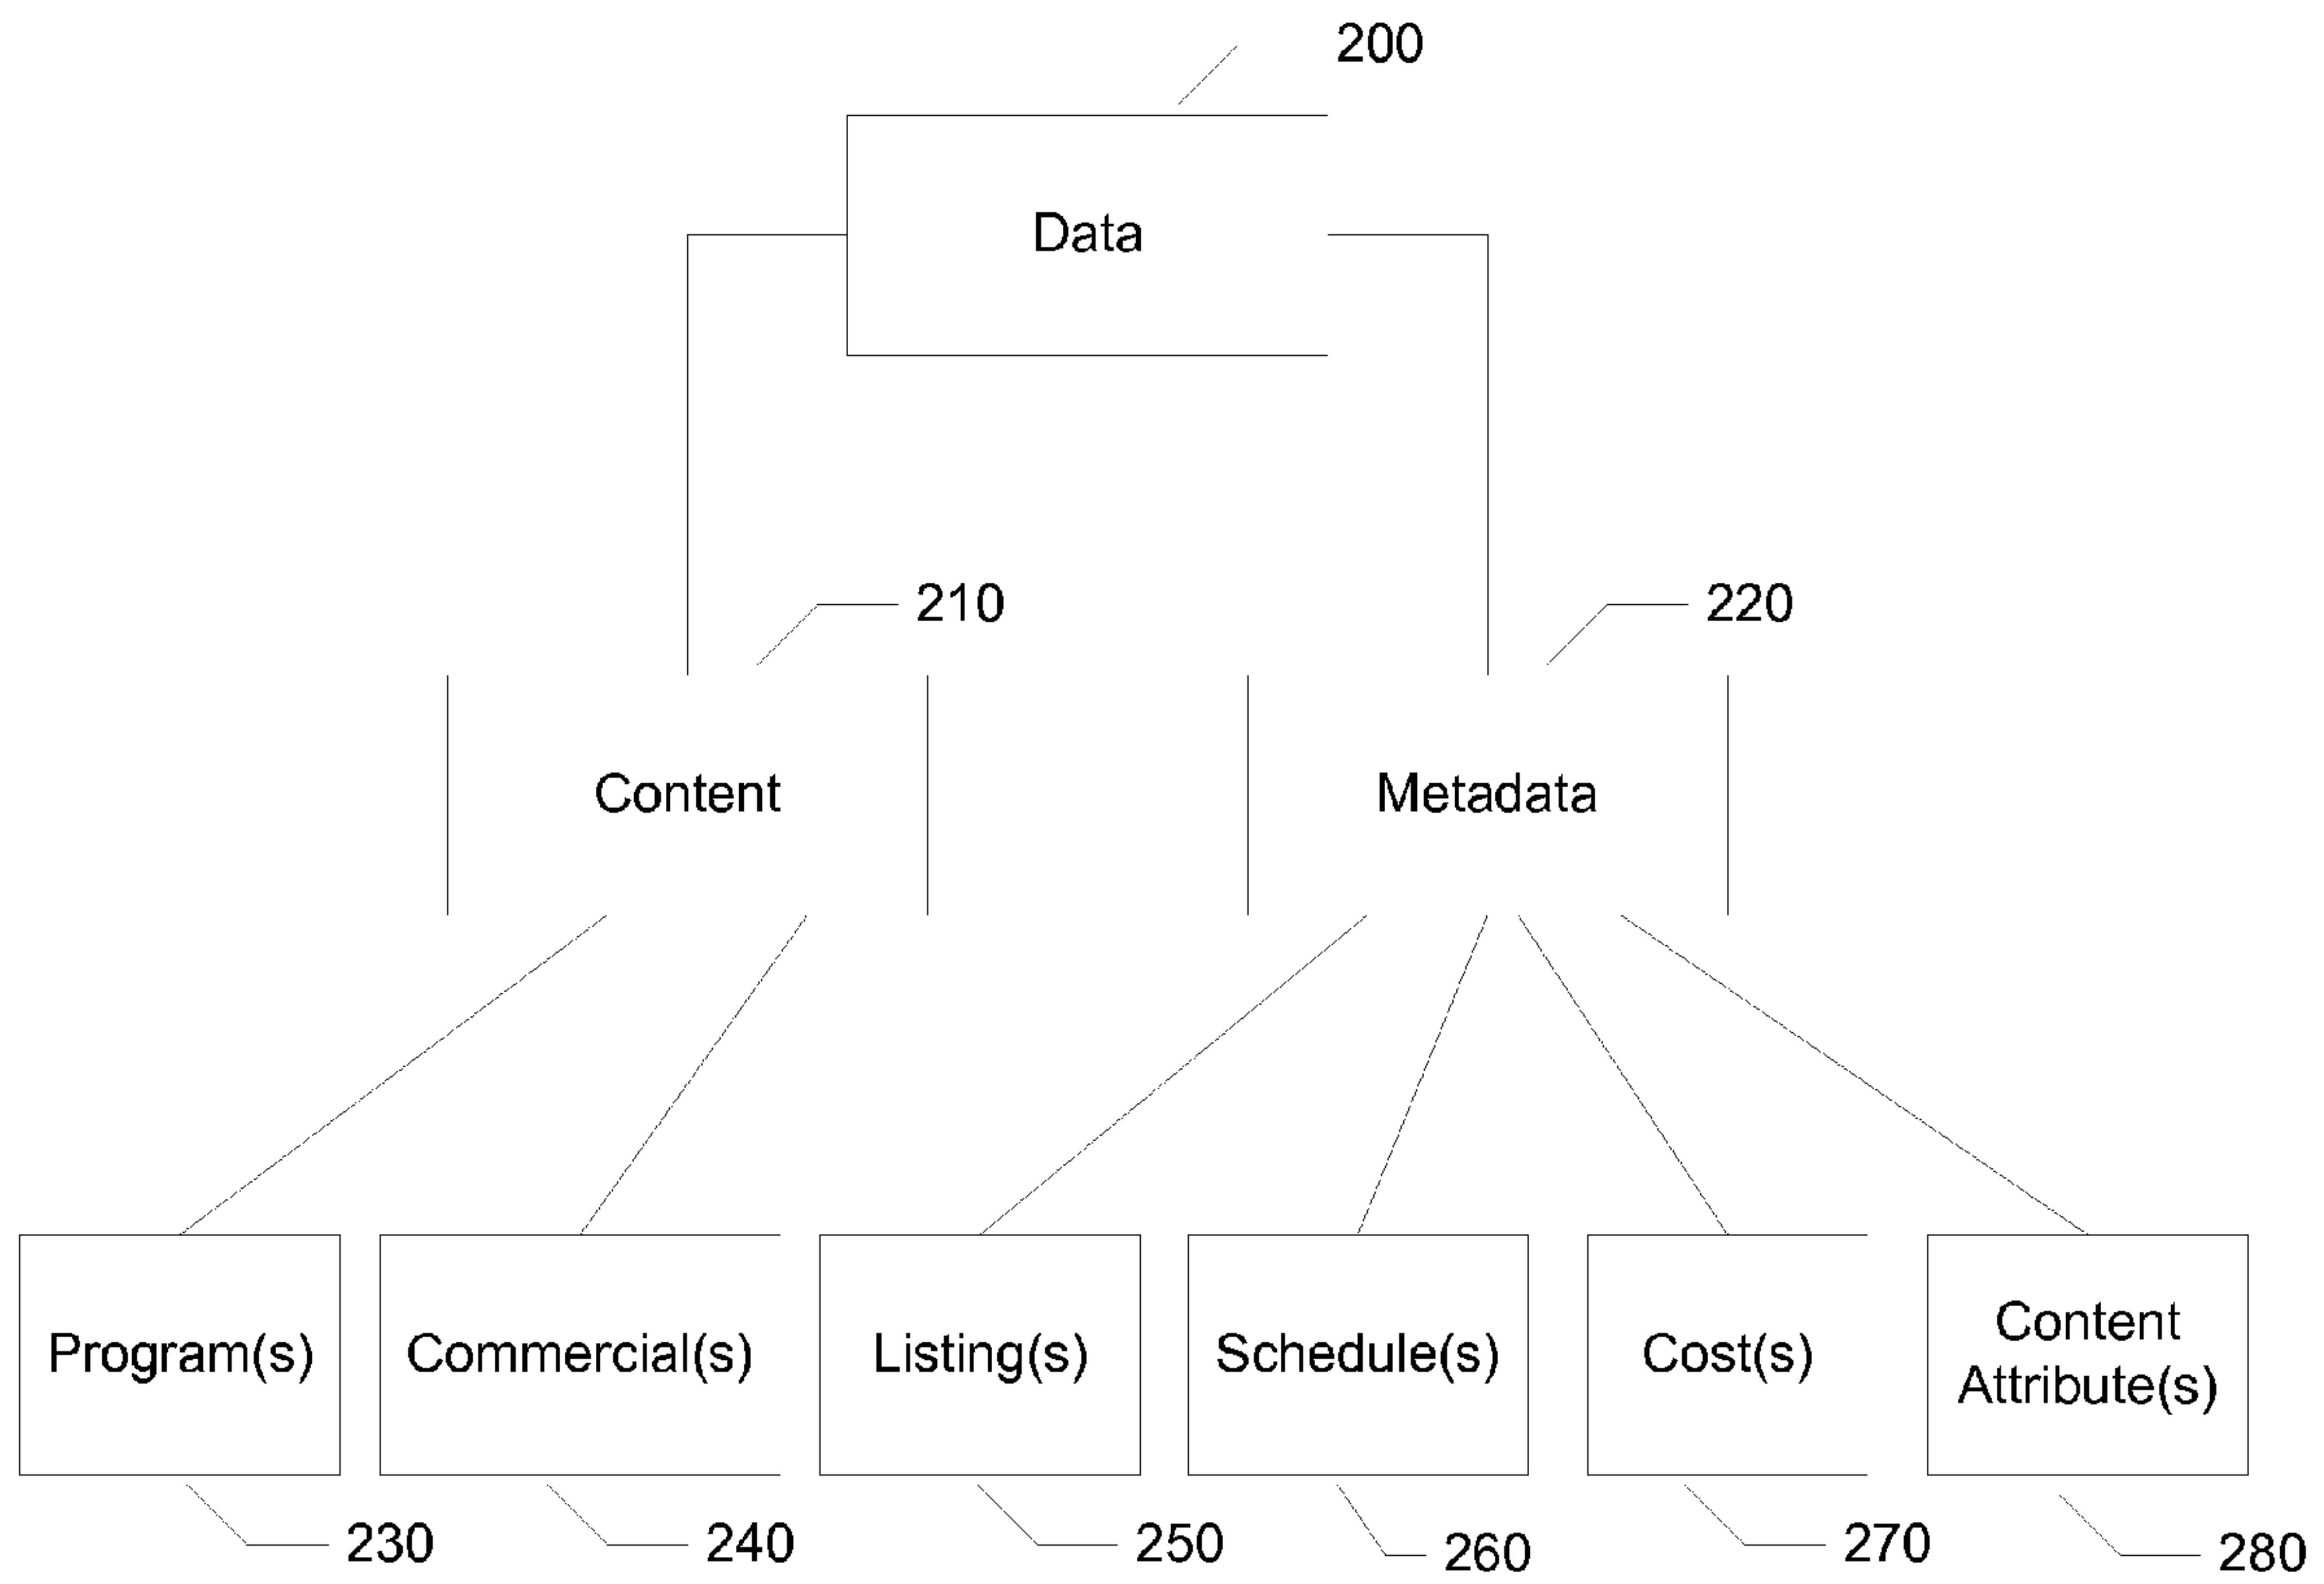 200
Data
210
220
Content
Metadata
Program(s)
Commercial(s)
Listing(s)
Schedule(s)
Cost(s)
Content
Attribute(s)
230
240
250
260
270
280